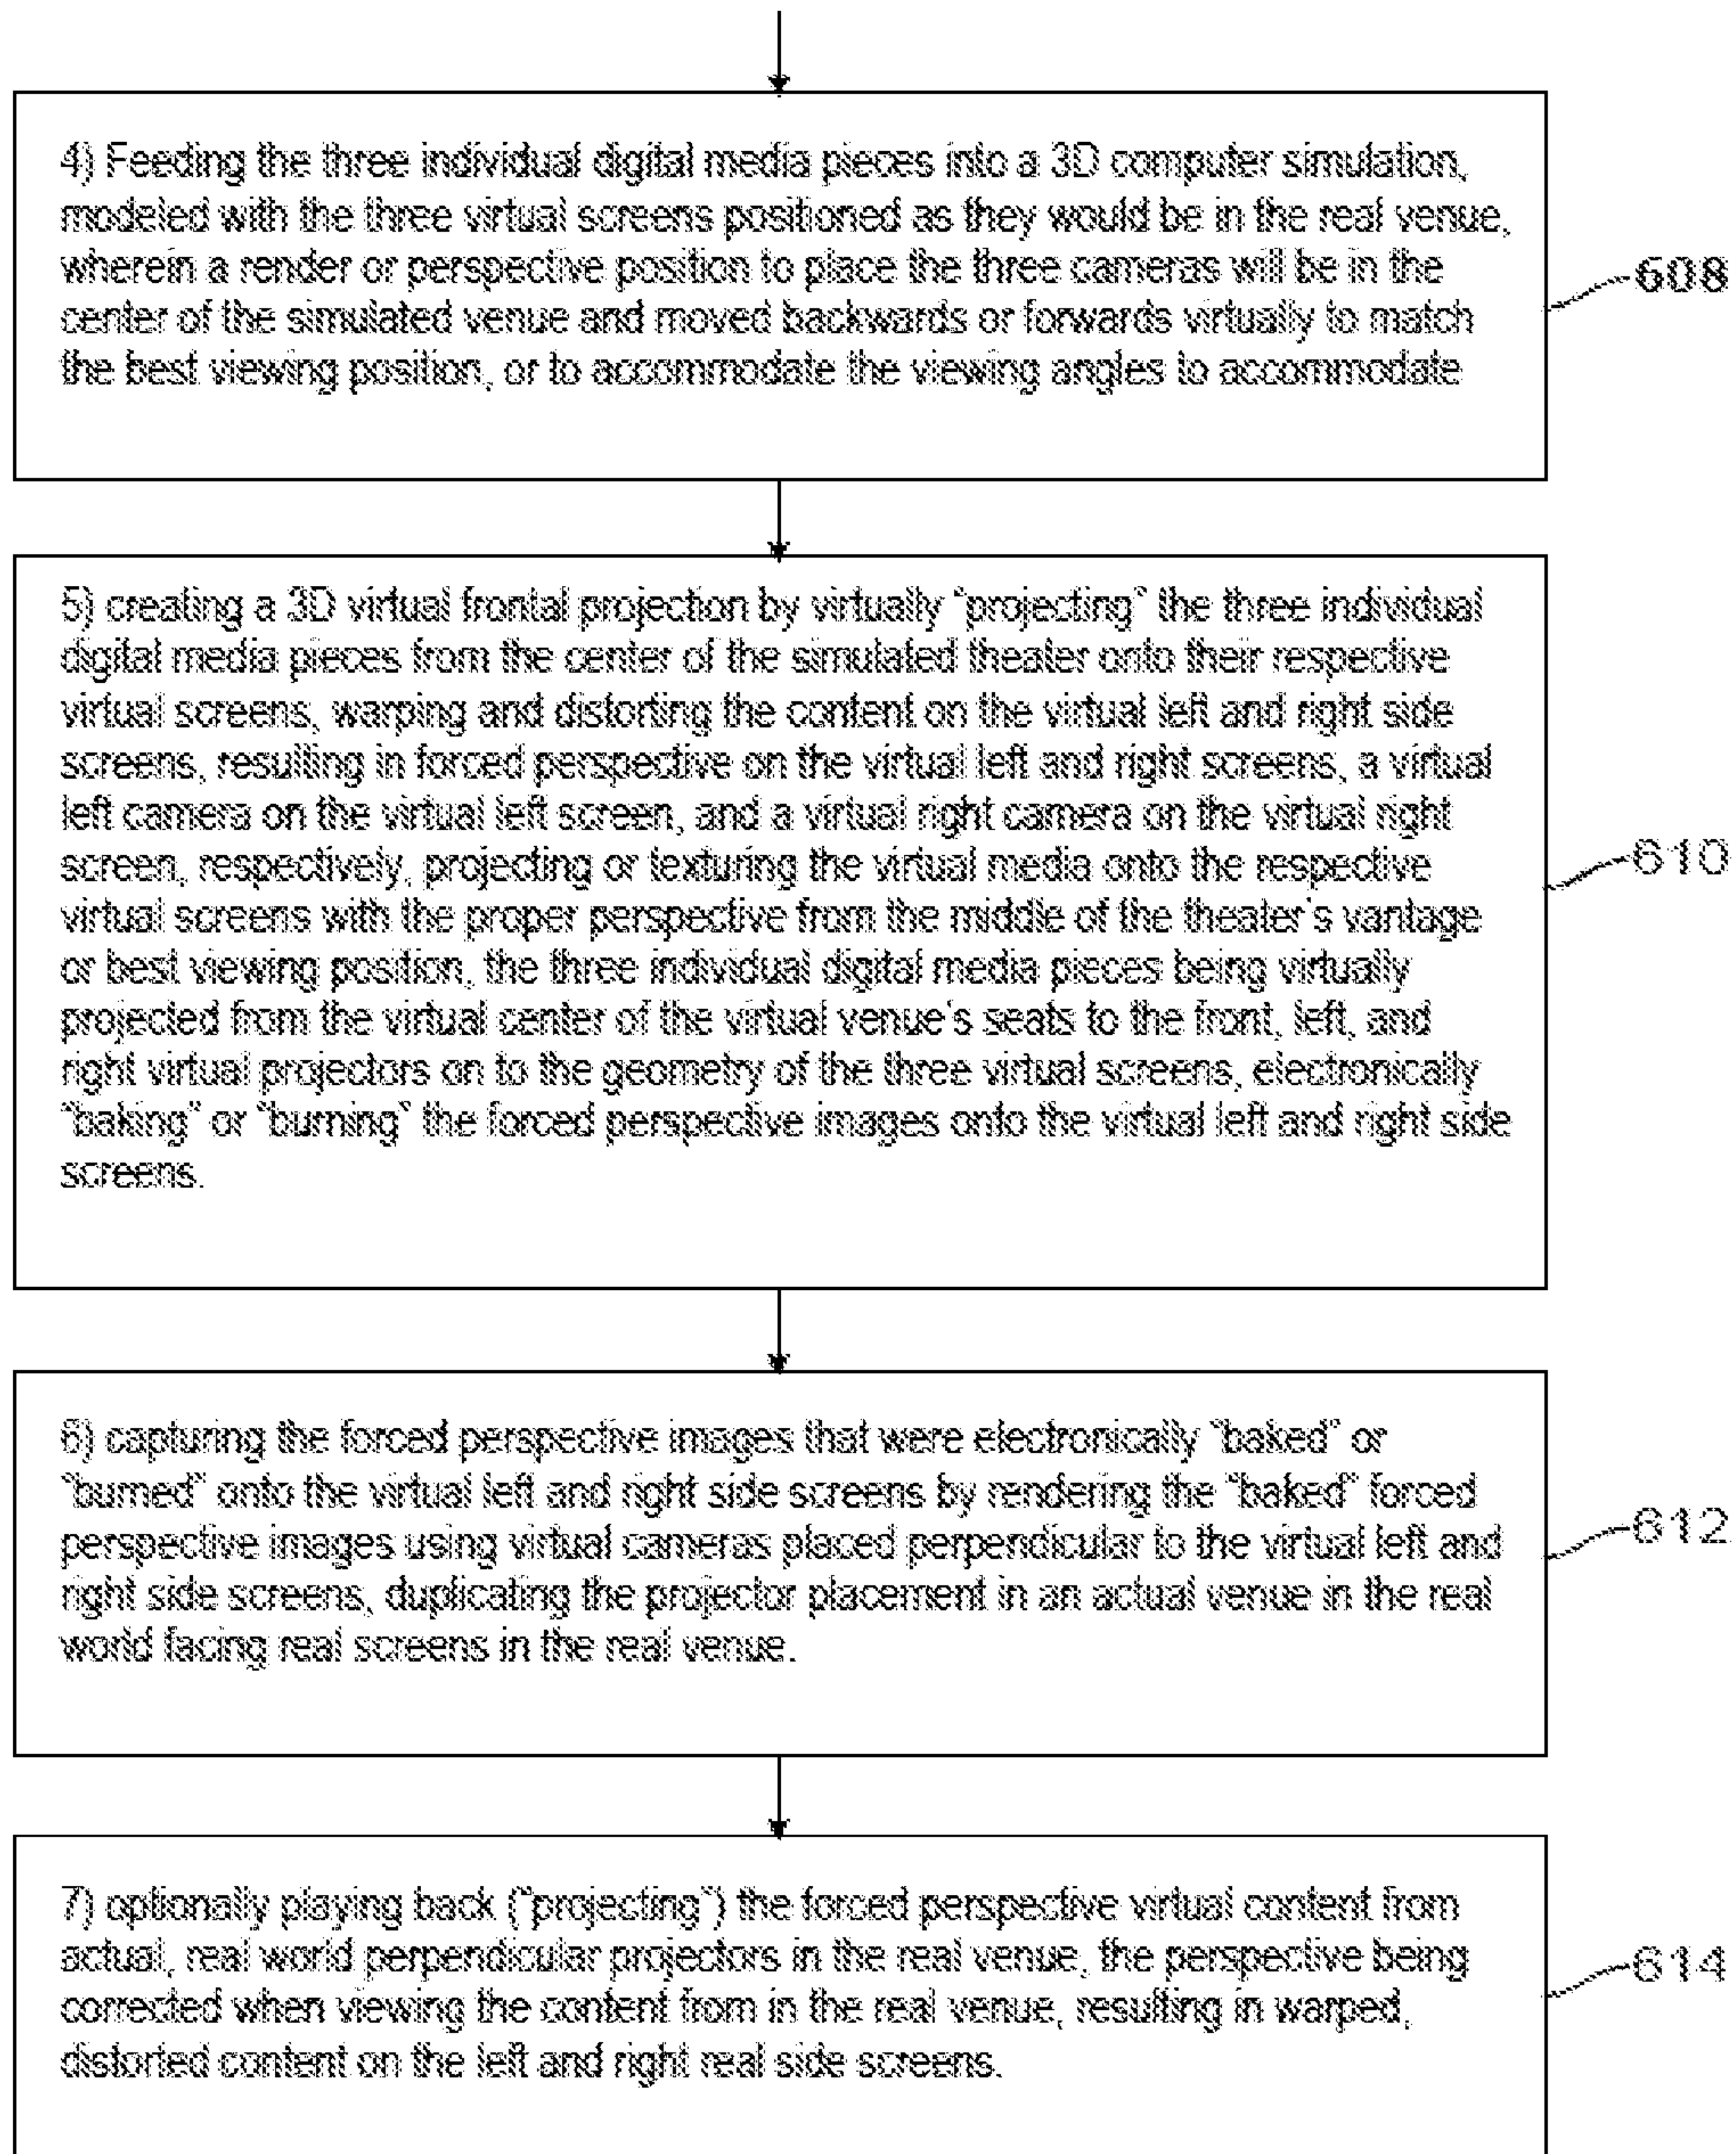 4) Feeding the three individual digital media pieces into a 3D computer simulation,
modeled with the three virtual screens positioned as they would be in the real venue,
wherein a render or perspective position to place the three cameras will be in the
center of the simulated venue and moved backwards or forwards virtually to match
the best viewing position, or to accommodate the viewing angles to accommodate
608
5) creating a 3D virtual frontal projection by virtually "projecting" the three individual
digital media pieces from the center of the simulated theater onto their respective
virtual screens, warping and distorting the content on the virtual left and right side
screens, resulting in forced perspective on the virtual left and right screens, a virtual
left camera on the virtual left screen, and a virtual right camera on the virtual right
screen, respectively, projecting or texturing the virtual media onto the respective
virtual screens with the proper perspective from the middle of the theater's vantage
or best viewing position, the three individual digital media pieces being virtually
projected from the virtual center of the virtual venue's seats to the front, left, and
right virtual projectors on to the geometry of the three virtual screens, electronically
"baking" or "burning" the forced perspective images onto the virtual left and right side
screens.
610
6) capturing the forced perspective images that were electronically "baked" or
"burned" onto the virtual left and right side screens by rendering the "baked" forced
perspective images using virtual cameras placed perpendicular to the virtual left and
right side screens, duplicating the projector placement in an actual venue in the real
world facing real screens in the real venue.
612
7) optionally playing back ("projecting") the forced perspective virtual content from
actual, real world perpendicular projectors in the real venue, the perspective being
corrected when viewing the content from in the real venue, resulting in warped,
distorted content on the left and right real side screens.
614